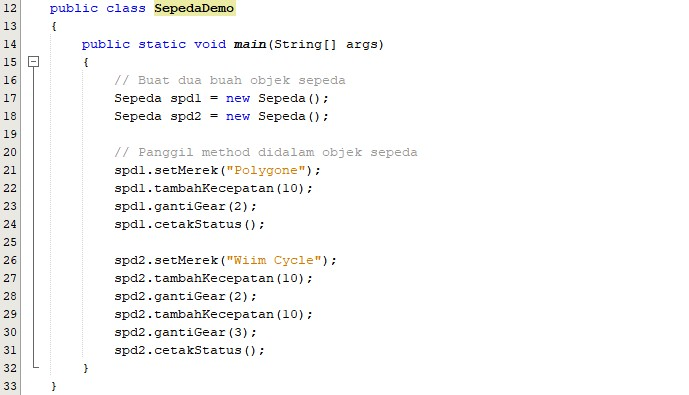 12 public class SepedaDemo
13 {
14 public static void main(String[] args)
15 {
16 // Buat dua buah objek sepeda
17 Sepeda spd1 = new Sepeda();
18 Sepeda spd2 = new Sepeda();
19
20 // Panggil method didalam objek sepeda
21 spd1.setMerek("Polygone");
22 spd1.tambahKecepatan(10);
23 spd1.gantiGear(2);
24 spd1.cetakStatus();
25
26 spd2.setMerek("Wiim Cycle");
27 spd2.tambahKecepatan(10);
28 spd2.gantiGear(2);
29 spd2.tambahKecepatan(10);
30 spd2.gantiGear(3);
31 spd2.cetakStatus();
32 }
33 }